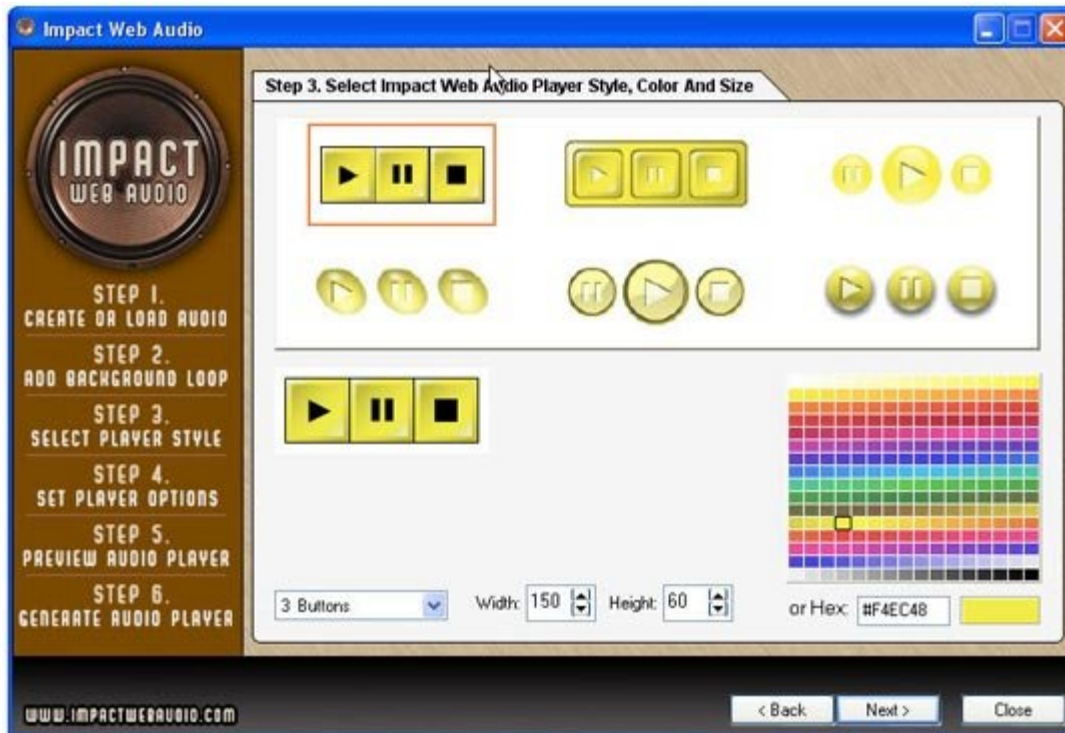 Impact Web Audio
IMPACT
WEB AUDIO
STEP 1.
CREATE OR LOAD AUDIO
STEP 2.
ADD BACKGROUND LOOP
STEP 3.
SELECT PLAYER STYLE
STEP 4.
SET PLAYER OPTIONS
STEP 5.
PREVIEW AUDIO PLAYER
STEP 6.
GENERATE AUDIO PLAYER
Step 3. Select Impact Web Audio Player Style, Color And Size
3 Buttons
Width: 150
Height: 60
or Hex: #F4EC48
WWW.IMPACTWEBAUDIO.COM
< Back
Next >
Close